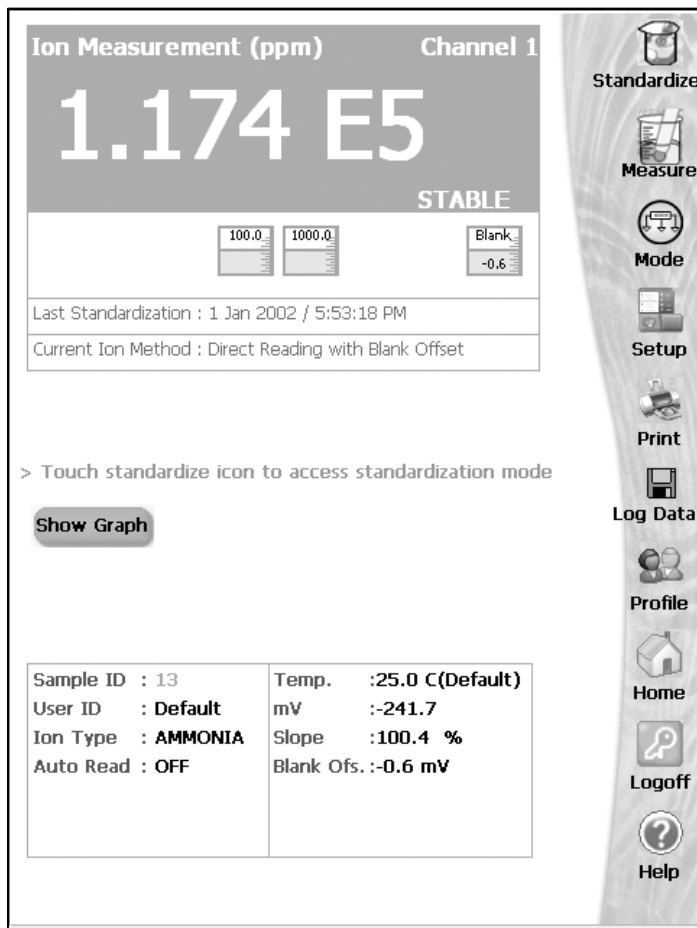 Ion Measurement (ppm) Channel 1
1.174 E5
STABLE
100.0 1000.0 Blank
-0.6
Last Standardization : 1 Jan 2002 / 5:53:18 PM
Current Ion Method : Direct Reading with Blank Offset
> Touch standardize icon to access standardization mode
Show Graph
Sample ID : 13
User ID : Default
Ion Type : AMMONIA
Auto Read : OFF
Temp. :25.0 C(Default)
mV :-241.7
Slope :100.4 %
Blank Ofs. :-0.6 mV
Standardize
Measure
Mode
Setup
Print
Log Data
Profile
Home
Logoff
Help